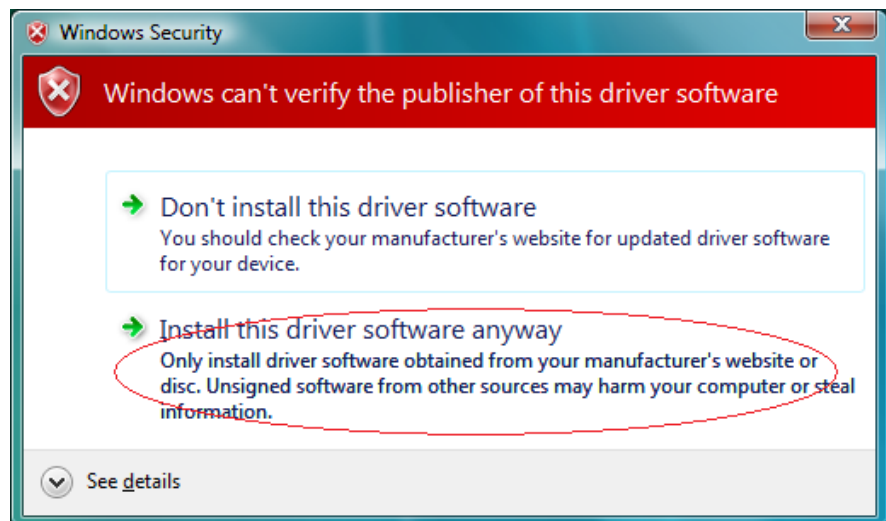 Windows Security
Windows can't verify the publisher of this driver software
Don't install this driver software
You should check your manufacturer's website for updated driver software
for your device.
Install this driver software anyway
Only install driver software obtained from your manufacturer's website or
disc. Unsigned software from other sources may harm your computer or steal
information.
See details